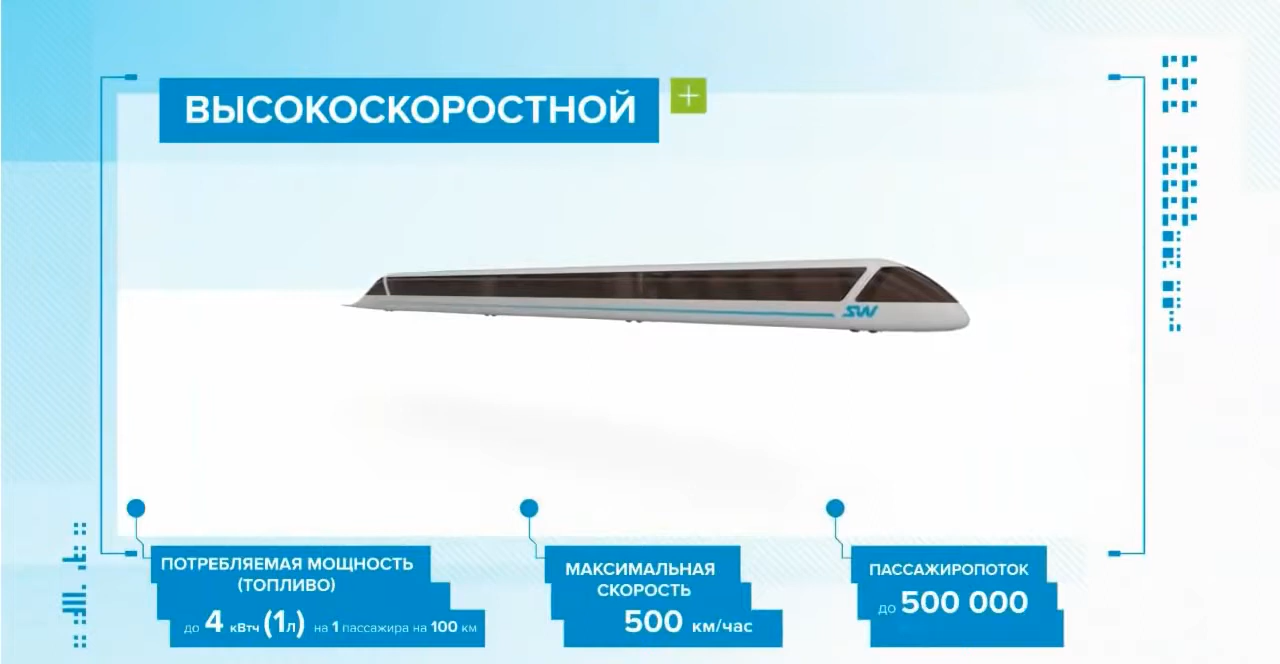 ВЫСОКОСКОРОСТНОЙ
SW
ПОТРЕБЛЯЕМАЯ МОЩНОСТЬ
(ТОПЛИВО)
до 4 кВтч (1л) на 1 пассажира на 100 км
МАКСИМАЛЬНАЯ
СКОРОСТЬ
500 км/час
ПАССАЖИРОПОТОК
до 500 000